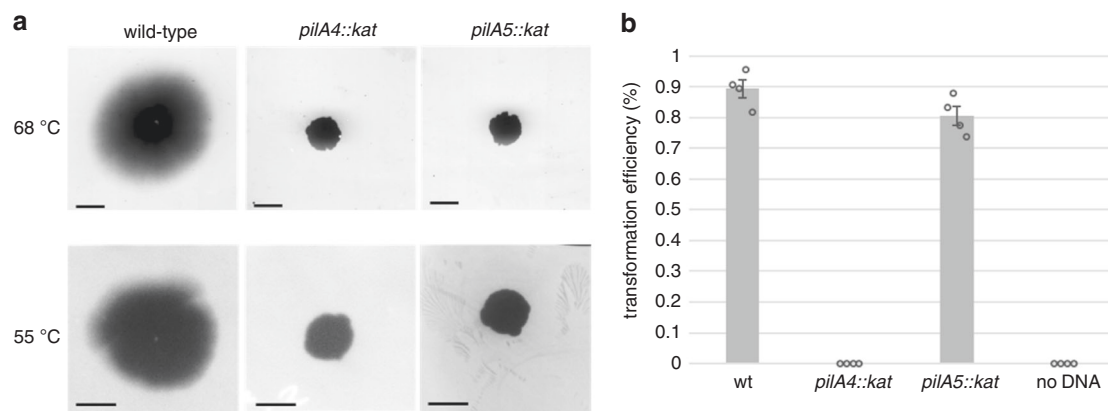 a
wild-type pilA4::kat pilA5::kat
68 °C
55 °C
b
transformation efficiency (%)
1
0.9
0.8
0.7
0.6
0.5
0.4
0.3
0.2
0.1
0
wt pilA4::kat pilA5::kat no DNA